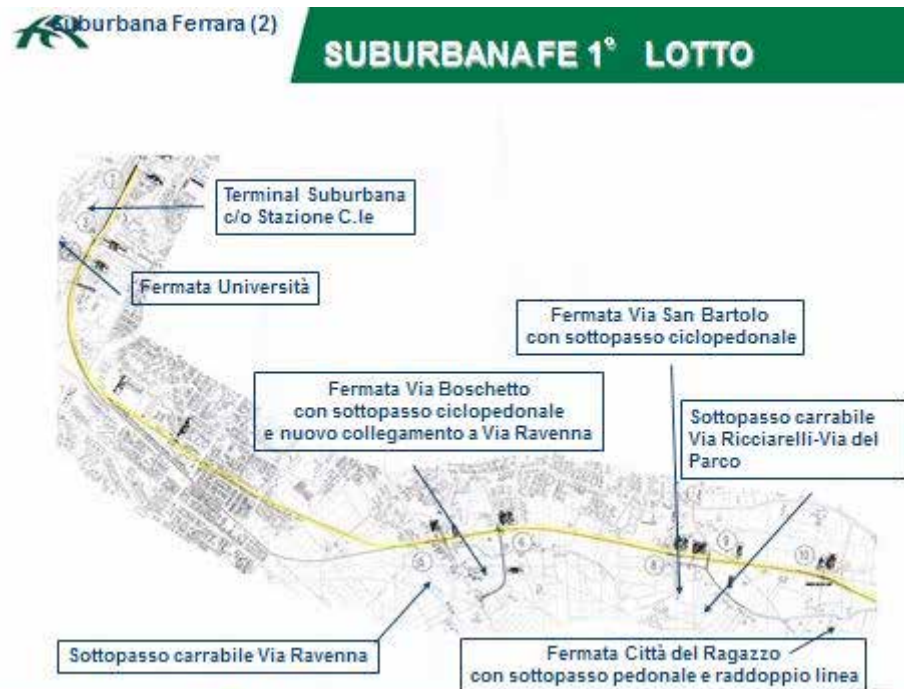 Suburbana Ferrara (2)
SUBURBANA FE 1° LOTTO
Terminal Suburbana
c/o Stazione C.le
Fermata Università
Fermata Via San Bartolo
con sottopasso ciclopedonale
Fermata Via Boschetto
con sottopasso ciclopedonale
e nuovo collegamento a Via Ravenna
Sottopasso carrabile
Via Ricciarelli-Via del
Parco
Sottopasso carrabile Via Ravenna
Fermata Città del Ragazzo
con sottopasso pedonale e raddoppio linea